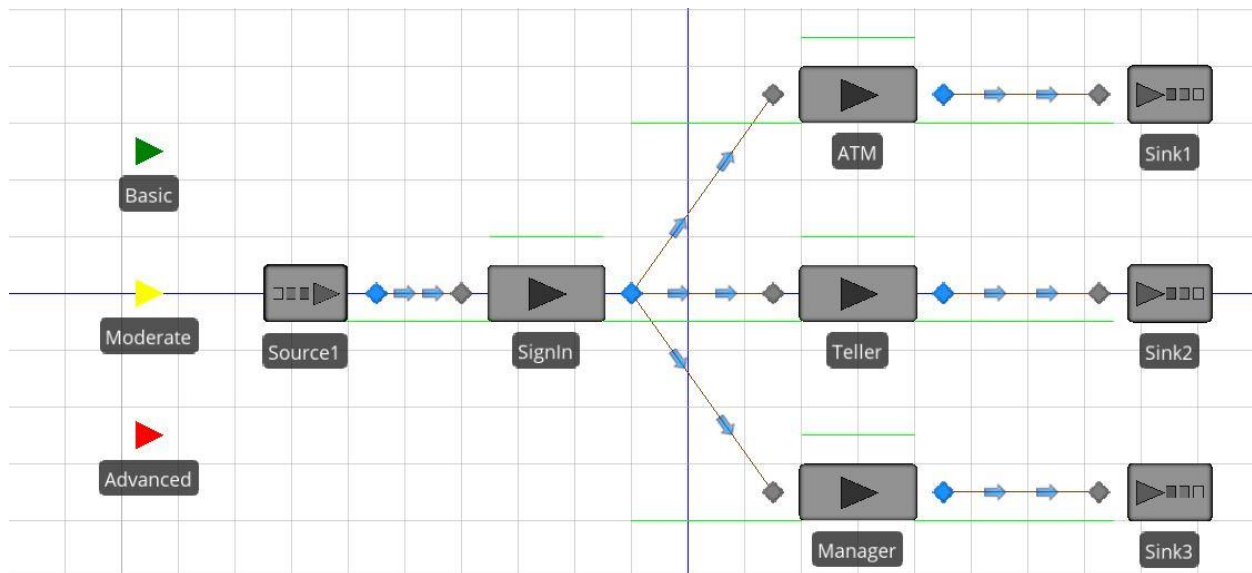 ATM
Sink1
Basic
Moderate
Source1
SignIn
Teller
Sink2
Advanced
Manager
Sink3